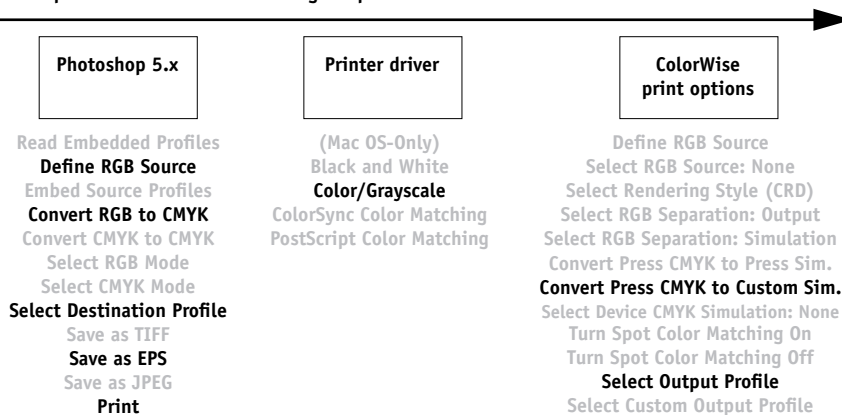 Photoshop 5.x
Read Embedded Profiles
Define RGB Source
Embed Source Profiles
Convert RGB to CMYK
Convert CMYK to CMYK
Select RGB Mode
Select CMYK Mode
Select Destination Profile
Save as TIFF
Save as EPS
Save as JPEG
Print
Printer driver
(Mac OS-Only)
Black and White
Color/Grayscale
ColorSync Color Matching
PostScript Color Matching
ColorWise
print options
Define RGB Source
Select RGB Source: None
Select Rendering Style (CRD)
Select RGB Separation: Output
Select RGB Separation: Simulation
Convert Press CMYK to Press Sim.
Convert Press CMYK to Custom Sim.
Select Device CMYK Simulation: None
Turn Spot Color Matching On
Turn Spot Color Matching Off
Select Output Profile
Select Custom Output Profile